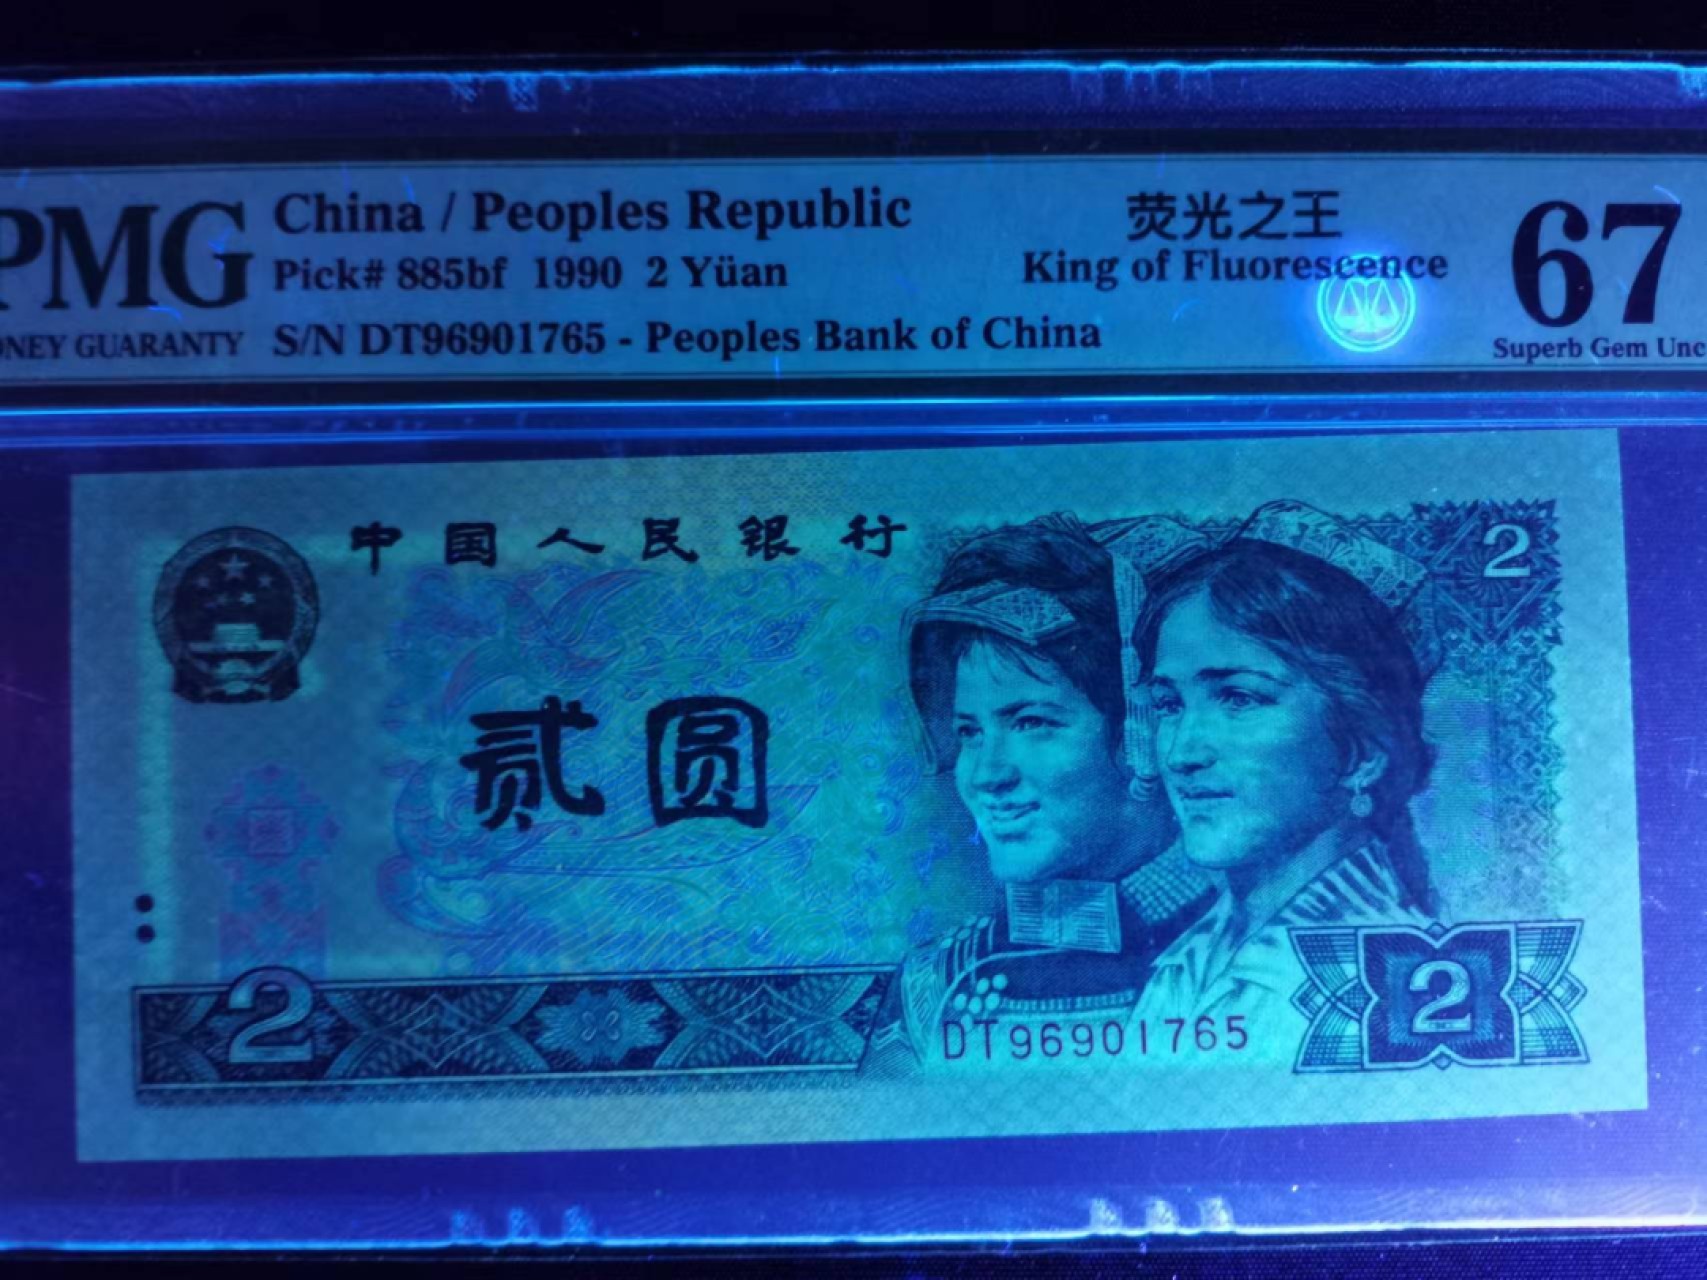 PMG
China / Peoples Republic
荧光之王
67
Pick# 885bf 1990 2 Yüan
King of Fluorescence
ONEY GUARANTY
S/N DT96901765 - Peoples Bank of China
Superb Gem Unc
中国人民银行
2
贰圆
2
2
DT96901765